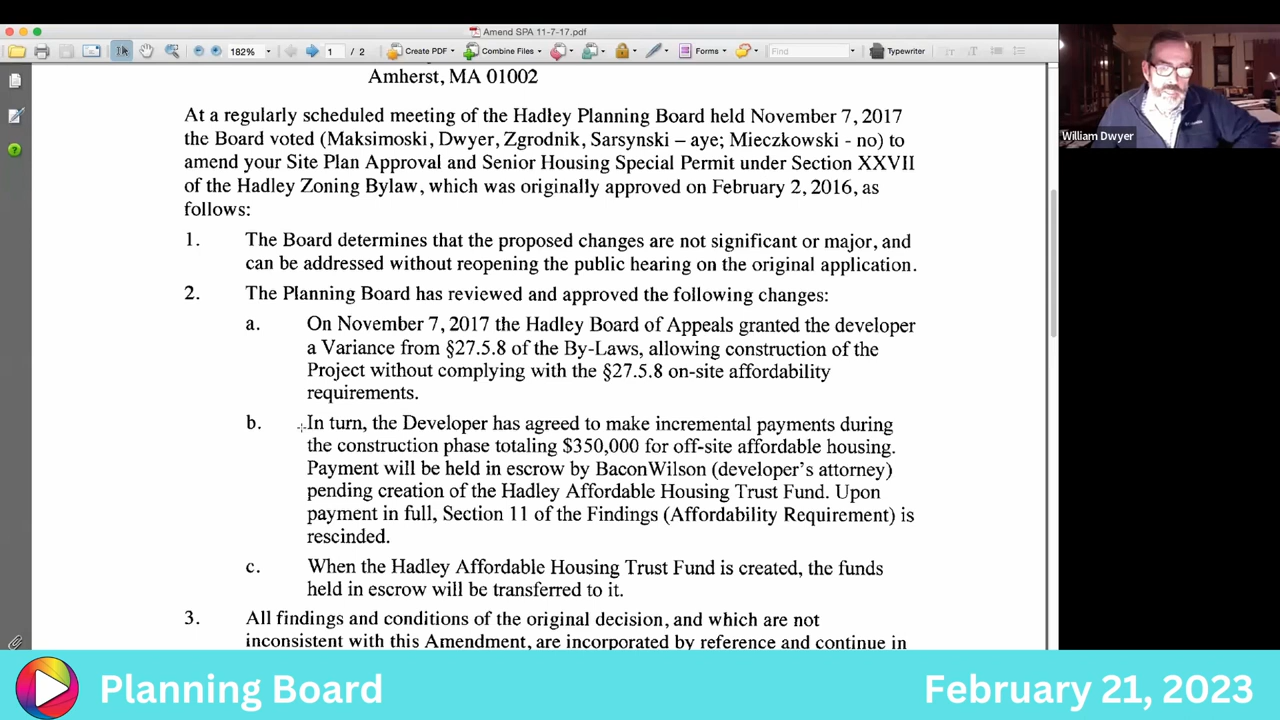 Amend SPA 11-7-17.pdf
182%
1 / 2
Create PDF
Combine Files
Forms
Find
Typewriter
Amherst, MA 01002
At a regularly scheduled meeting of the Hadley Planning Board held November 7, 2017
the Board voted (Maksimoski, Dwyer, Zgrodnik, Sarsynski – aye; Mieczkowski - no) to
amend your Site Plan Approval and Senior Housing Special Permit under Section XXVII
of the Hadley Zoning Bylaw, which was originally approved on February 2, 2016, as
follows:
1. The Board determines that the proposed changes are not significant or major, and
can be addressed without reopening the public hearing on the original application.
2. The Planning Board has reviewed and approved the following changes:
a. On November 7, 2017 the Hadley Board of Appeals granted the developer
a Variance from §27.5.8 of the By-Laws, allowing construction of the
Project without complying with the §27.5.8 on-site affordability
requirements.
b. In turn, the Developer has agreed to make incremental payments during
the construction phase totaling $350,000 for off-site affordable housing.
Payment will be held in escrow by BaconWilson (developer's attorney)
pending creation of the Hadley Affordable Housing Trust Fund. Upon
payment in full, Section 11 of the Findings (Affordability Requirement) is
rescinded.
c. When the Hadley Affordable Housing Trust Fund is created, the funds
held in escrow will be transferred to it.
3. All findings and conditions of the original decision, and which are not
inconsistent with this Amendment, are incorporated by reference and continue in
William Dwyer
Planning Board
February 21, 2023